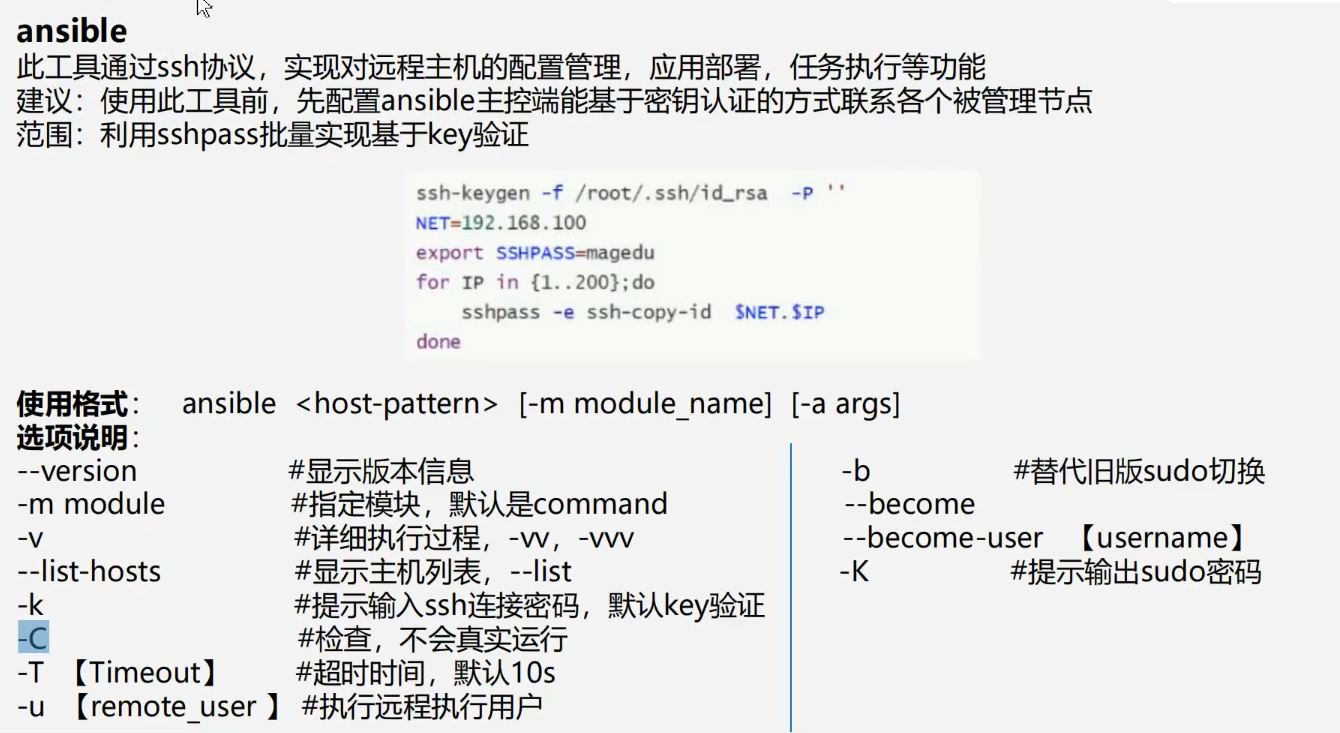 ansible
此工具通过ssh协议，实现对远程主机的配置管理，应用部署，任务执行等功能
建议：使用此工具前，先配置ansible主控端能基于密钥认证的方式联系各个被管理节点
范围：利用sshpass批量实现基于key验证
ssh-keygen -f /root/.ssh/id_rsa -P ''
NET=192.168.100
export SSHPASS=magedu
for IP in {1..200};do
    sshpass -e ssh-copy-id $NET.$IP
done
使用格式： ansible <host-pattern> [-m module_name] [-a args]
选项说明：
--version #显示版本信息
-m module #指定模块，默认是command
-v #详细执行过程，-vv，-vvv
--list-hosts #显示主机列表，--list
-k #提示输入ssh连接密码，默认key验证
-C #检查，不会真实运行
-T 【Timeout】 #超时时间，默认10s
-u 【remote_user 】 #执行远程执行用户
-b #替代旧版sudo切换
--become
--become-user 【username】
-K #提示输出sudo密码